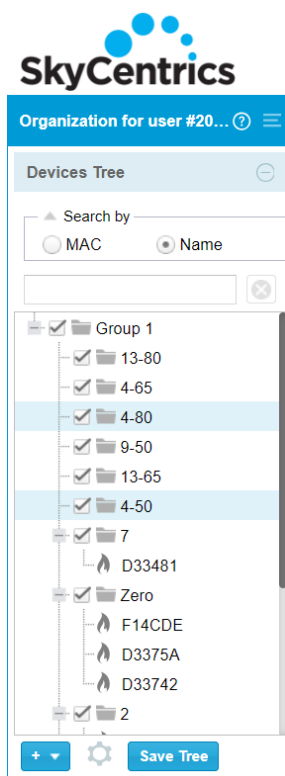 SkyCentrics
Organization for user #20... ?
Devices Tree
Search by
MAC Name
Group 1
13-80
4-65
4-80
9-50
13-65
4-50
7
D33481
Zero
F14CDE
D3375A
D33742
2
+ Save Tree